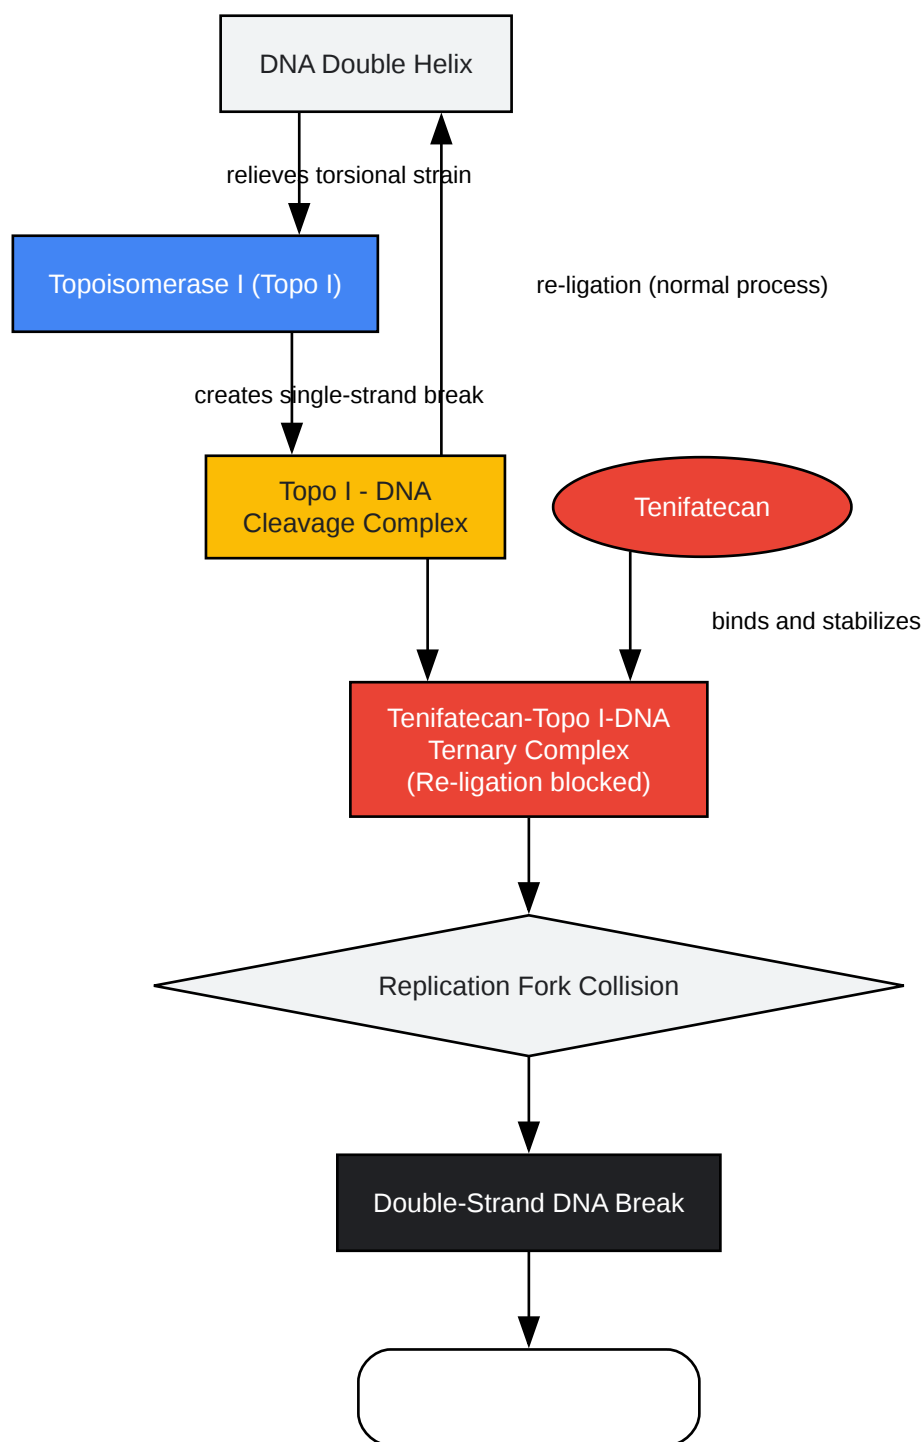 DNA Double Helix
relieves torsional strain
Topoisomerase I (Topo I)
re-ligation (normal process)
creates single-strand break
Topo I - DNA
Cleavage Complex
Tenifatecan
binds and stabilizes
Tenifatecan-Topo I-DNA
Ternary Complex
(Re-ligation blocked)
Replication Fork Collision
Double-Strand DNA Break